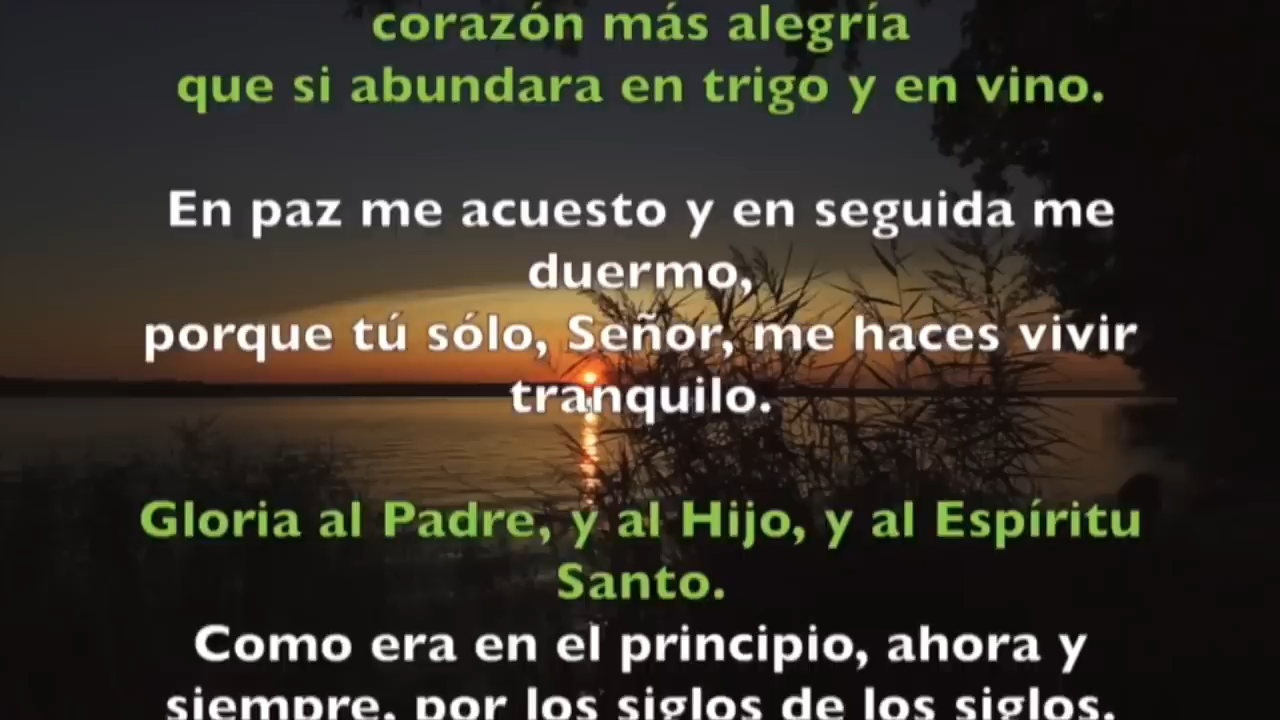 corazón más alegría
que si abundara en trigo y en vino.
En paz me acuesto y en seguida me
duermo,
porque tú sólo, Señor, me haces vivir
tranquilo.
Gloria al Padre, y al Hijo, y al Espíritu
Santo.
Como era en el principio, ahora y
siempre, por los siglos de los siglos.